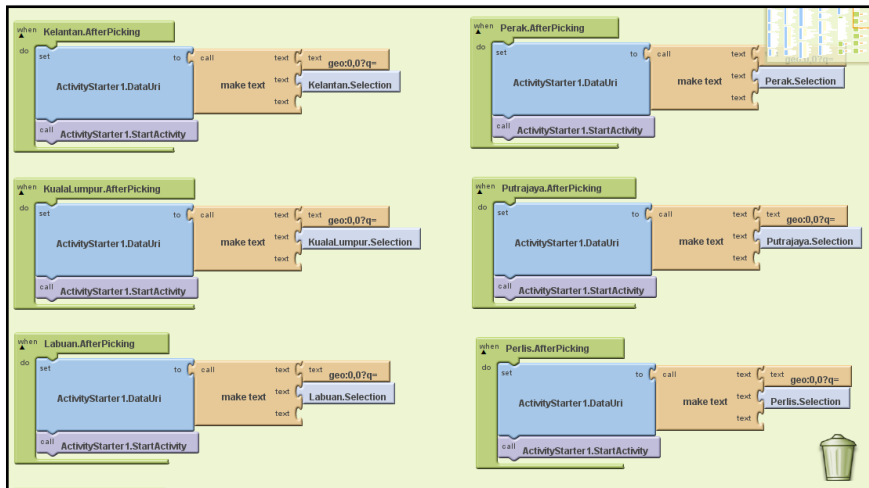 when Kelantan.AfterPicking
do set to call text text
geo:0,0?q=
ActivityStarter1.DataUri make text text Kelantan.Selection
text
call ActivityStarter1.StartActivity
when Perak.AfterPicking
do set to call text
ActivityStarter1.DataUri make text text Perak.Selection
text
call ActivityStarter1.StartActivity
when KualaLumpur.AfterPicking
do set to call text text
geo:0,0?q=
ActivityStarter1.DataUri make text text KualaLumpur.Selection
text
call ActivityStarter1.StartActivity
when Putrajaya.AfterPicking
do set to call text text
geo:0,0?q=
ActivityStarter1.DataUri make text text Putrajaya.Selection
text
call ActivityStarter1.StartActivity
when Labuan.AfterPicking
do set to call text text
geo:0,0?q=
ActivityStarter1.DataUri make text text Labuan.Selection
text
call ActivityStarter1.StartActivity
when Perlis.AfterPicking
do set to call text text
geo:0,0?q=
ActivityStarter1.DataUri make text text Perlis.Selection
text
call ActivityStarter1.StartActivity